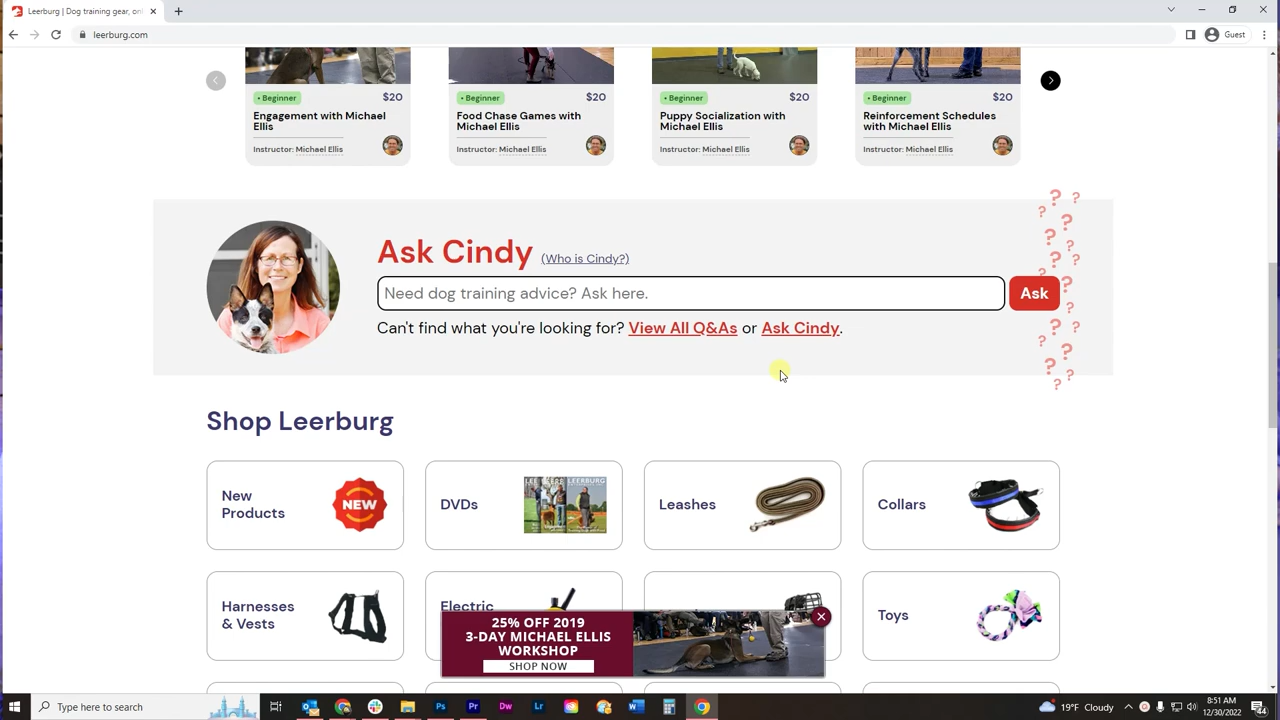 Leerburg | Dog training gear, onl
leerburg.com
Guest
• Beginner $20
Engagement with Michael
Ellis
Instructor: Michael Ellis
• Beginner $20
Food Chase Games with
Michael Ellis
Instructor: Michael Ellis
• Beginner $20
Puppy Socialization with
Michael Ellis
Instructor: Michael Ellis
• Beginner $20
Reinforcement Schedules
with Michael Ellis
Instructor: Michael Ellis
Ask Cindy (Who is Cindy?)
Need dog training advice? Ask here.
Ask
Can't find what you're looking for? View All Q&As or Ask Cindy.
Shop Leerburg
New
Products
NEW
DVDs
LEERBURG
Leashes
Collars
Harnesses
& Vests
Electric
Toys
25% OFF 2019
3-DAY MICHAEL ELLIS
WORKSHOP
SHOP NOW
Type here to search
19°F Cloudy
8:51 AM
12/30/2022
44